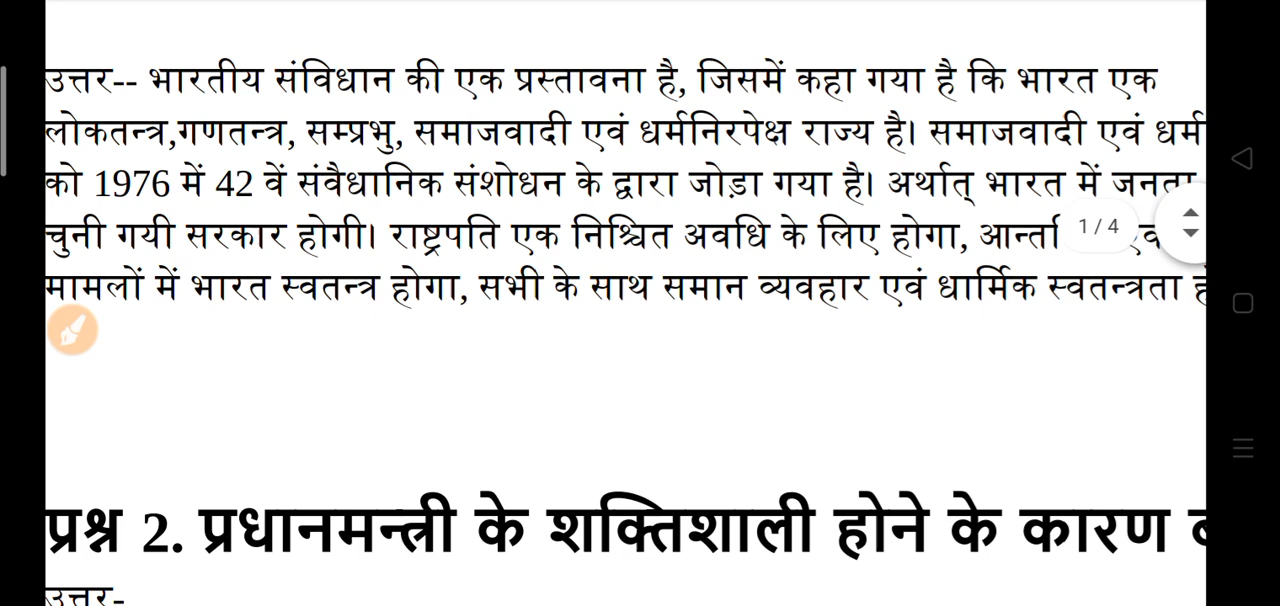 उत्तर-- भारतीय संविधान की एक प्रस्तावना है, जिसमें कहा गया है कि भारत एक
लोकतन्त्र,गणतन्त्र, सम्प्रभु, समाजवादी एवं धर्मनिरपेक्ष राज्य है। समाजवादी एवं धर्म
को 1976 में 42 वें संवैधानिक संशोधन के द्वारा जोड़ा गया है। अर्थात् भारत में जनता
चुनी गयी सरकार होगी। राष्ट्रपति एक निश्चित अवधि के लिए होगा,
1 / 4
मामलों में भारत स्वतन्त्र होगा, सभी के साथ समान व्यवहार एवं धार्मिक स्वतन्त्रता
प्रश्न 2. प्रधानमन्त्री के शक्तिशाली होने के कारण
उत्तर-